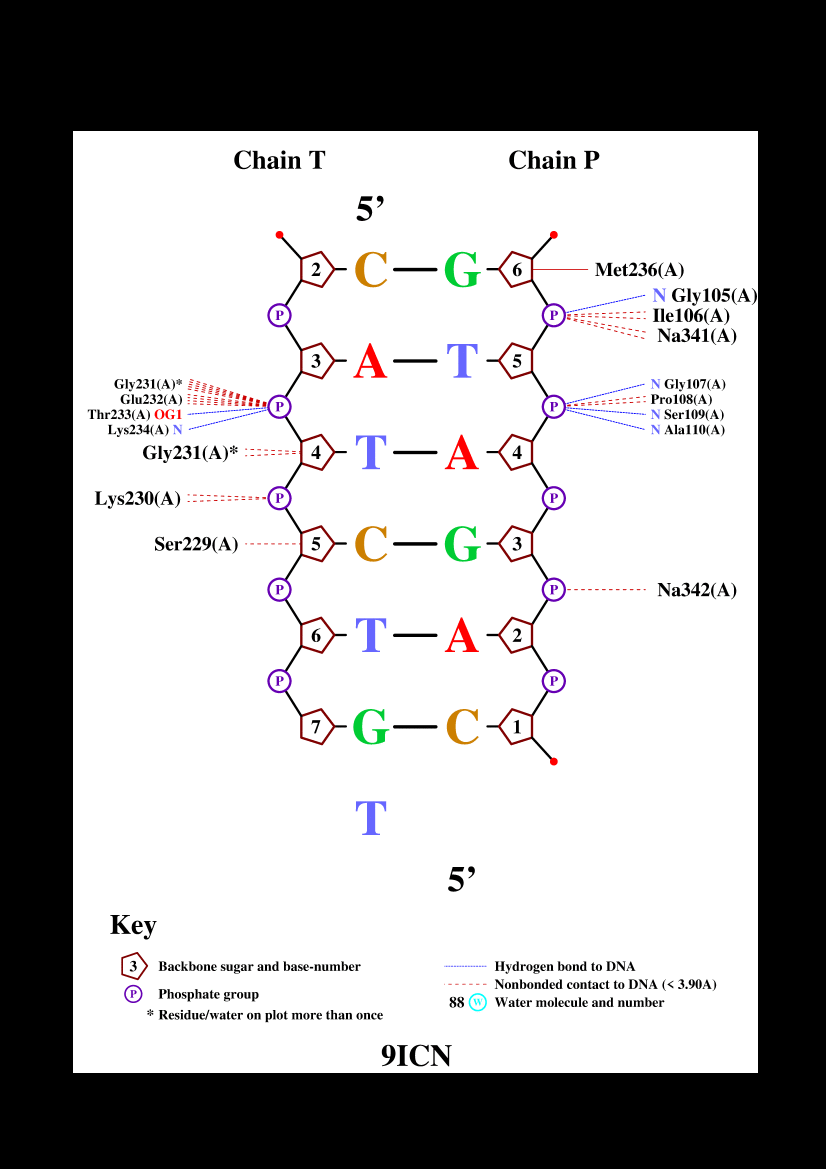 Chain T Chain P
5’
2 C G 6 Met236(A)
N Gly105(A)
P P Ile106(A)
Na341(A)
3 A T 5
Gly231(A)* N Gly107(A)
Glu232(A) P P Pro108(A)
Thr233(A) OG1 N Ser109(A)
Lys234(A) N N Ala110(A)
Gly231(A)* 4 T A 4
Lys230(A) P P
Ser229(A) 5 C G 3
P P Na342(A)
6 T A 2
P P
7 G C 1
T
5’
Key
3 Backbone sugar and base-number Hydrogen bond to DNA
Nonbonded contact to DNA (< 3.90A)
P Phosphate group 88 W Water molecule and number
* Residue/water on plot more than once
9ICN